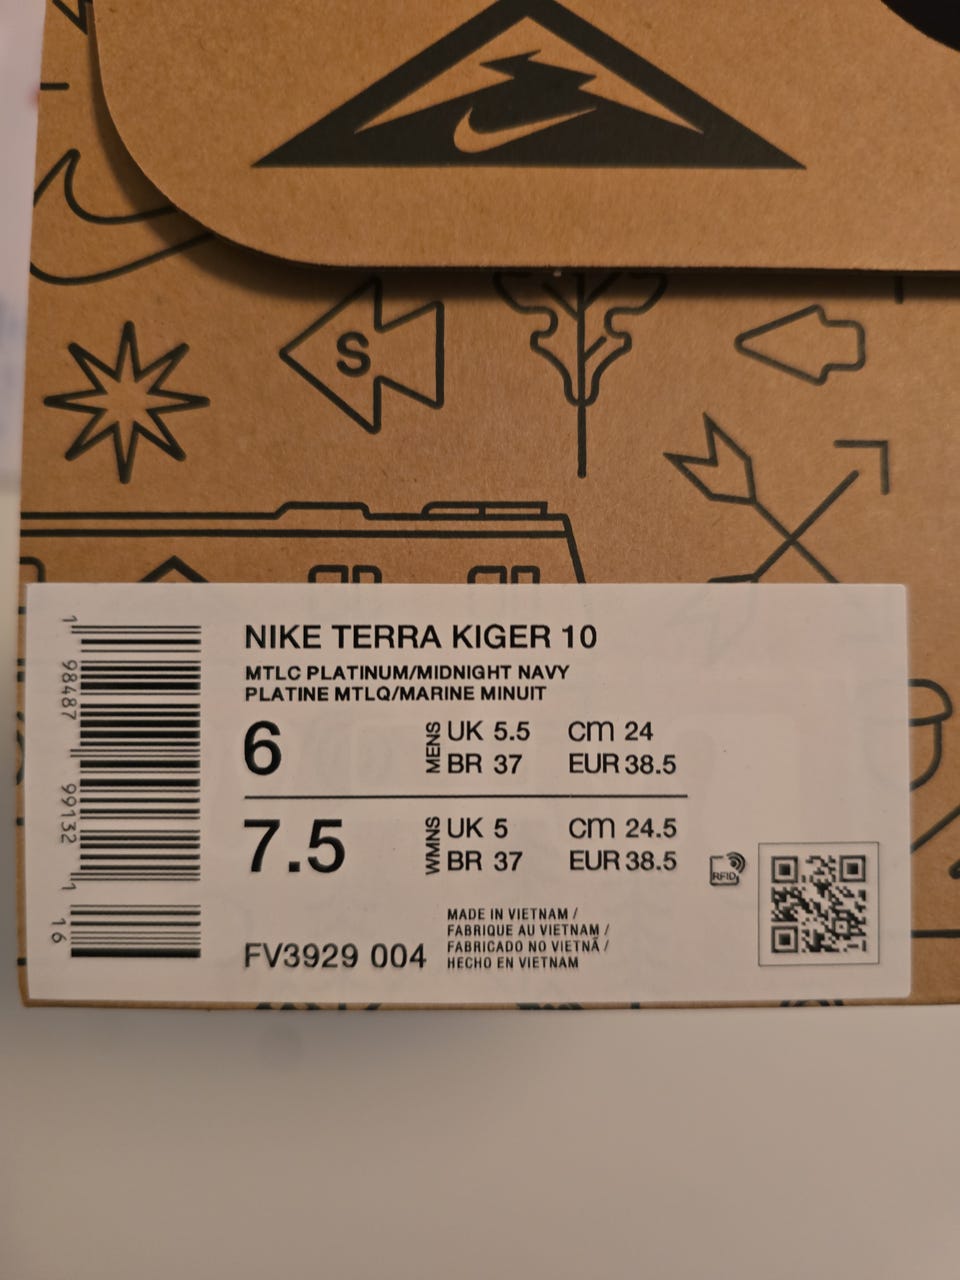 S
NIKE TERRA KIGER 10
MTLC PLATINUM/MIDNIGHT NAVY
PLATINE MTLQ/MARINE MINUIT
6 MENS UK 5.5 cm 24
BR 37 EUR 38.5
7.5 WMNS UK 5 cm 24.5
BR 37 EUR 38.5
RFID
FV3929 004
MADE IN VIETNAM /
FABRIQUE AU VIETNAM /
FABRICADO NO VIETNÃ /
HECHO EN VIETNAM
1 98487 99132 1 16